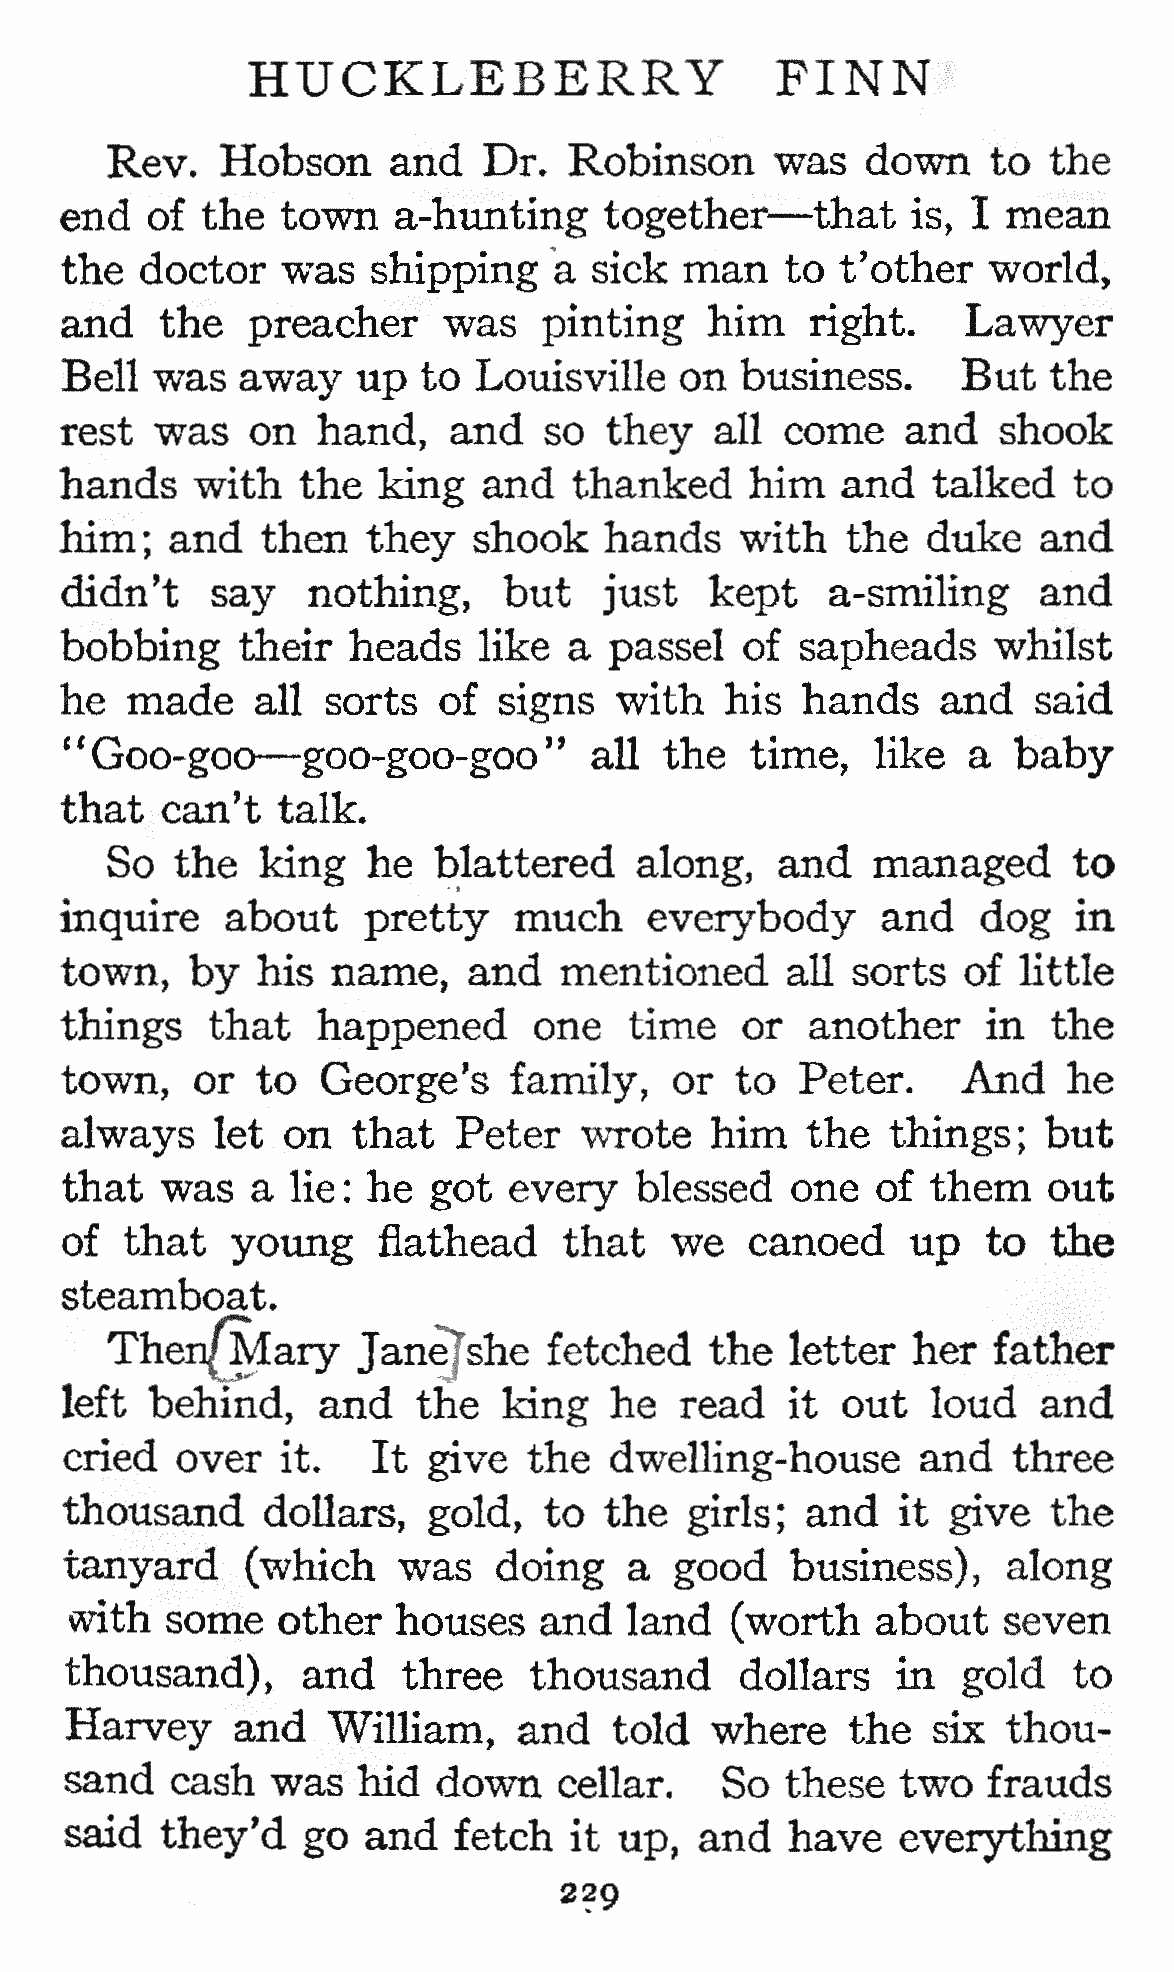 HUCKLEBERRY FINN
Rev. Hobson and Dr. Robinson was down to the
end of the town a-hunting together—that is, I mean
the doctor was shipping a sick man to t'other world,
and the preacher was pinting him right. Lawyer
Bell was away up to Louisville on business. But the
rest was on hand, and so they all come and shook
hands with the king and thanked him and talked to
him; and then they shook hands with the duke and
didn't say nothing, but just kept a-smiling and
bobbing their heads like a passel of sapheads whilst
he made all sorts of signs with his hands and said
"Goo-goo—goo-goo-goo" all the time, like a baby
that can't talk.
So the king he blattered along, and managed to
inquire about pretty much everybody and dog in
town, by his name, and mentioned all sorts of little
things that happened one time or another in the
town, or to George's family, or to Peter. And he
always let on that Peter wrote him the things; but
that was a lie: he got every blessed one of them out
of that young flathead that we canoed up to the
steamboat.
Then [Mary Jane] she fetched the letter her father
left behind, and the king he read it out loud and
cried over it. It give the dwelling-house and three
thousand dollars, gold, to the girls; and it give the
tanyard (which was doing a good business), along
with some other houses and land (worth about seven
thousand), and three thousand dollars in gold to
Harvey and William, and told where the six thou-
sand cash was hid down cellar. So these two frauds
said they'd go and fetch it up, and have everything
229